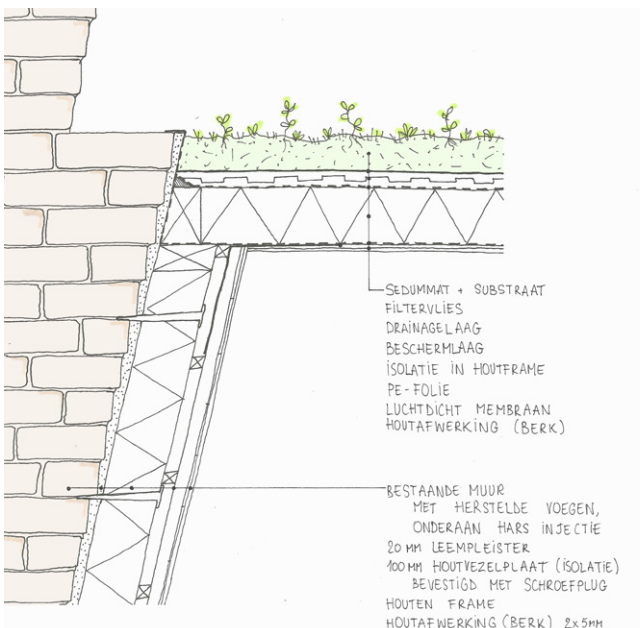 SEDUMMAT + SUBSTRAAT
FILTERVLIES
DRAINAGELAAG
BESCHERMLAAG
ISOLATIE IN HOUTFRAME
PE-FOLIE
LUCHTDICHT MEMBRAAN
HOUTAFWERKING (BERK)
BESTAANDE MUUR
MET HERSTELDE VOEGEN,
ONDERAAN HARS INJECTIE
20 MM LEEMPLEISTER
100 MM HOUTVEZELPLAAT (ISOLATIE)
BEVESTIGD MET SCHROEFPLUG
HOUTEN FRAME
HOUTAFWERKING (BERK) 2x5MM